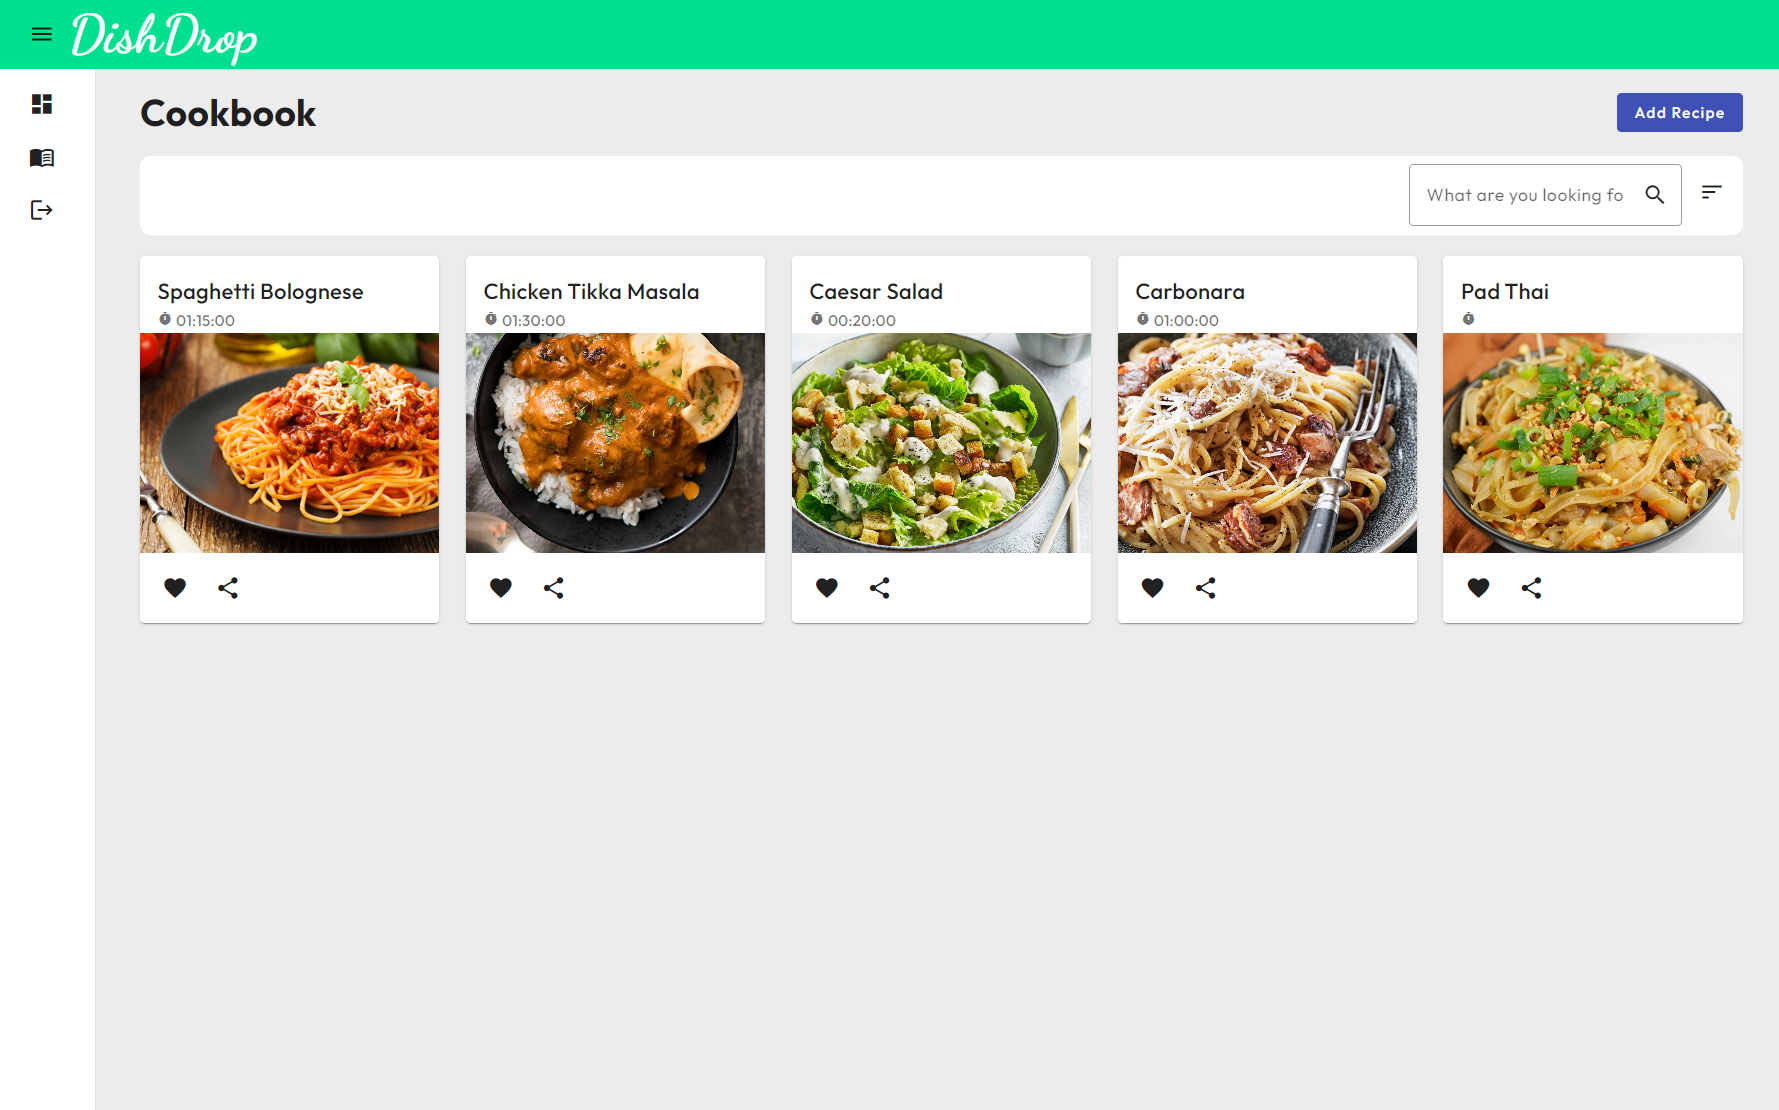 DishDrop
Cookbook
Add Recipe
What are you looking fo
Spaghetti Bolognese
01:15:00
Chicken Tikka Masala
01:30:00
Caesar Salad
00:20:00
Carbonara
01:00:00
Pad Thai